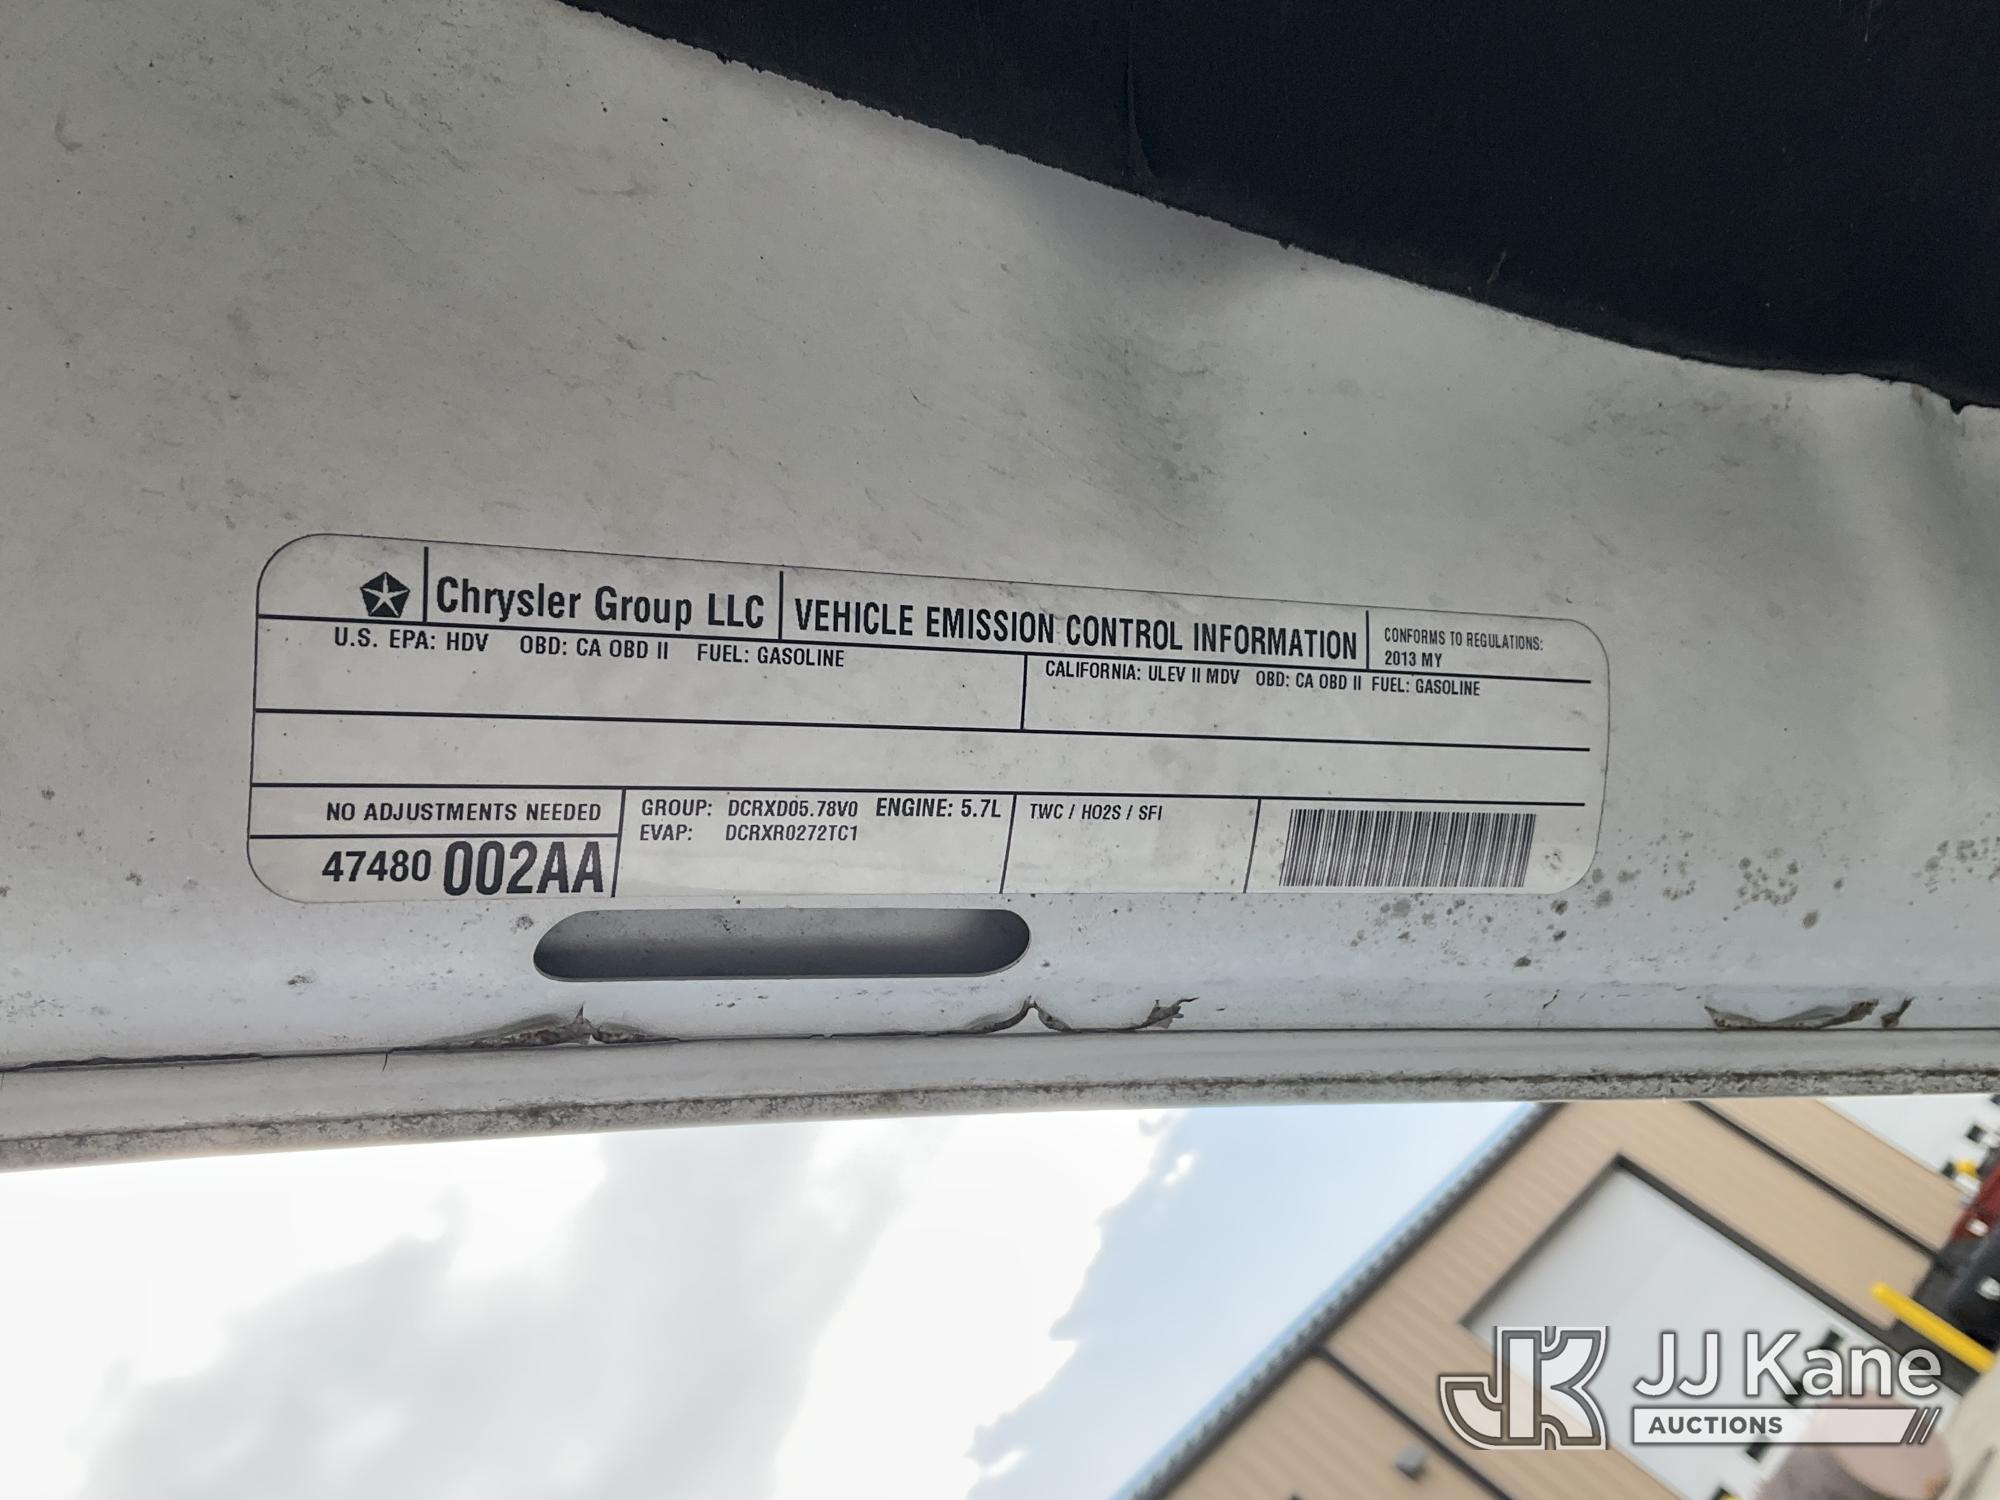 Chrysler Group LLC VEHICLE EMISSION CONTROL INFORMATION
CONFORMS TO REGULATIONS:
2013 MY
U.S. EPA: HDV OBD: CA OBD II FUEL: GASOLINE
CALIFORNIA: ULEV II MDV OBD: CA OBD II FUEL: GASOLINE
NO ADJUSTMENTS NEEDED
47480 002AA
GROUP: DCRXD05.78V0 ENGINE: 5.7L
EVAP: DCRXR0272TC1
TWC / HO2S / SFI
JK JJ Kane
AUCTIONS